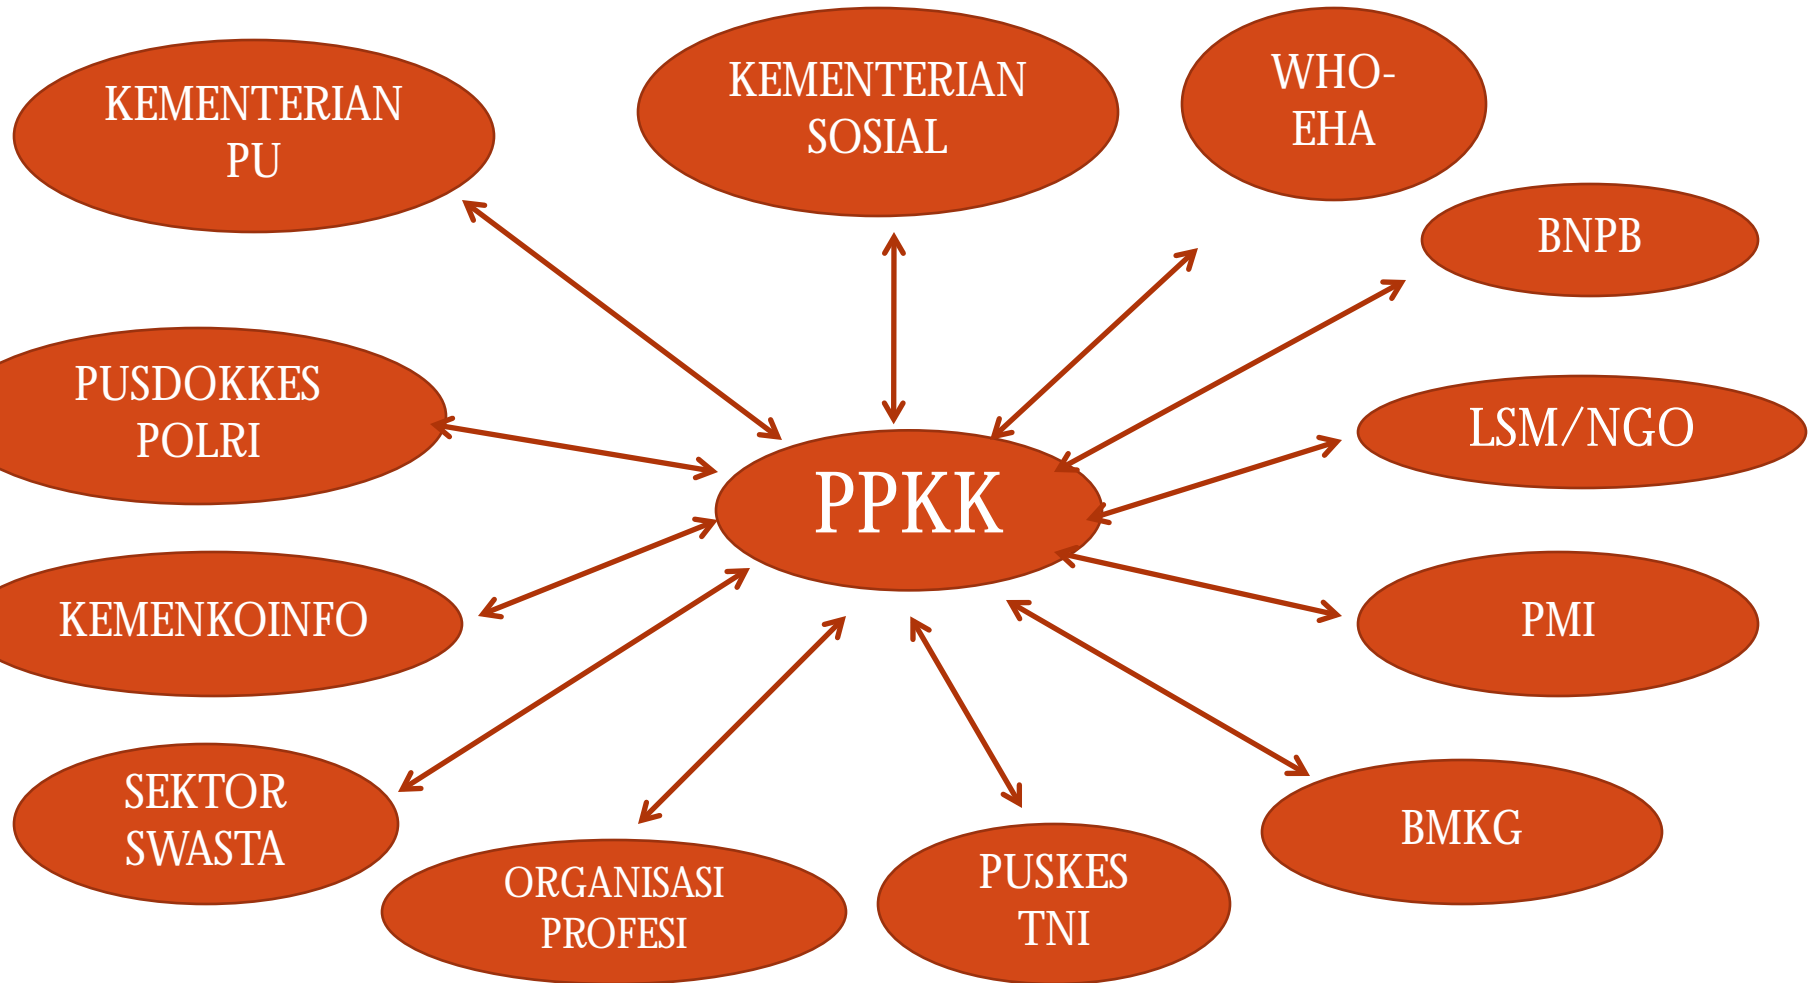 KEMENTERIAN
PU
KEMENTERIAN
SOSIAL
WHO-
EHA
BNPB
PUSDOKKES
POLRI
LSM/NGO
PPKK
KEMENKOINFO
PMI
SEKTOR
SWASTA
ORGANISASI
PROFESI
PUSKES
TNI
BMKG